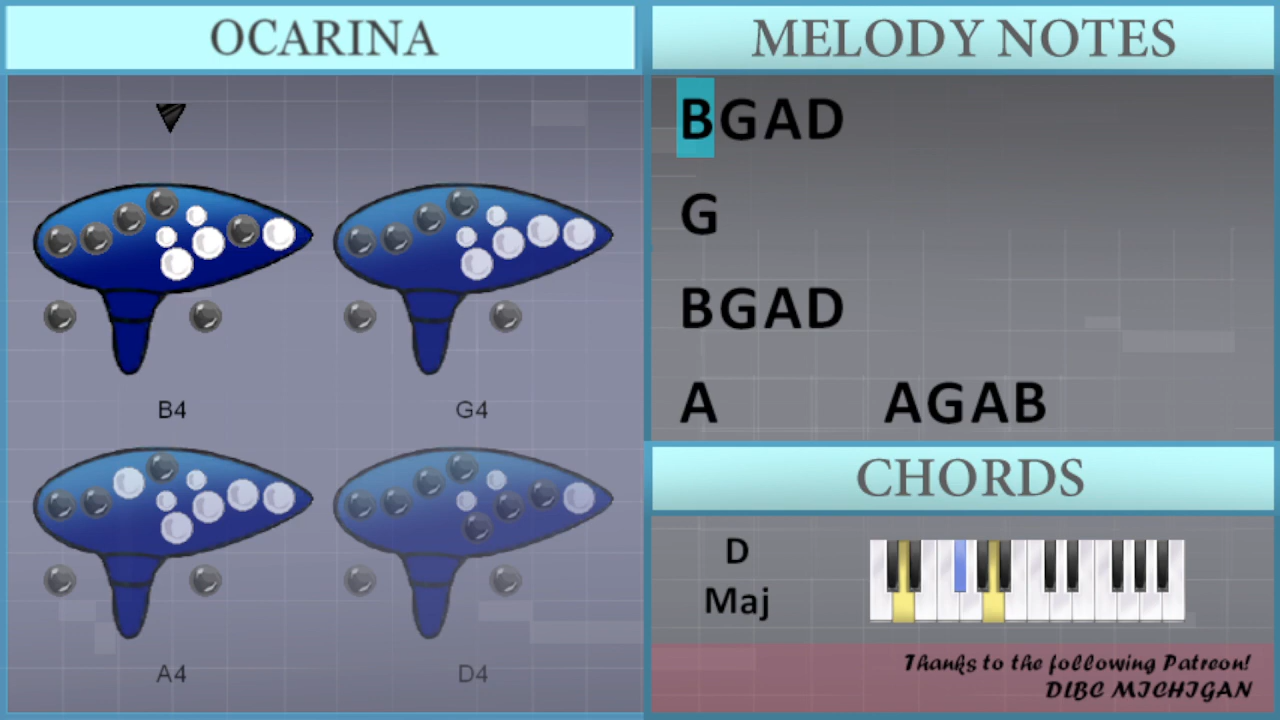 OCARINA
B4
G4
A4
D4
MELODY NOTES
BGAD
G
BGAD
A AGAB
CHORDS
D
Maj
Thanks to the following Patreon!
DLBC MICHIGAN